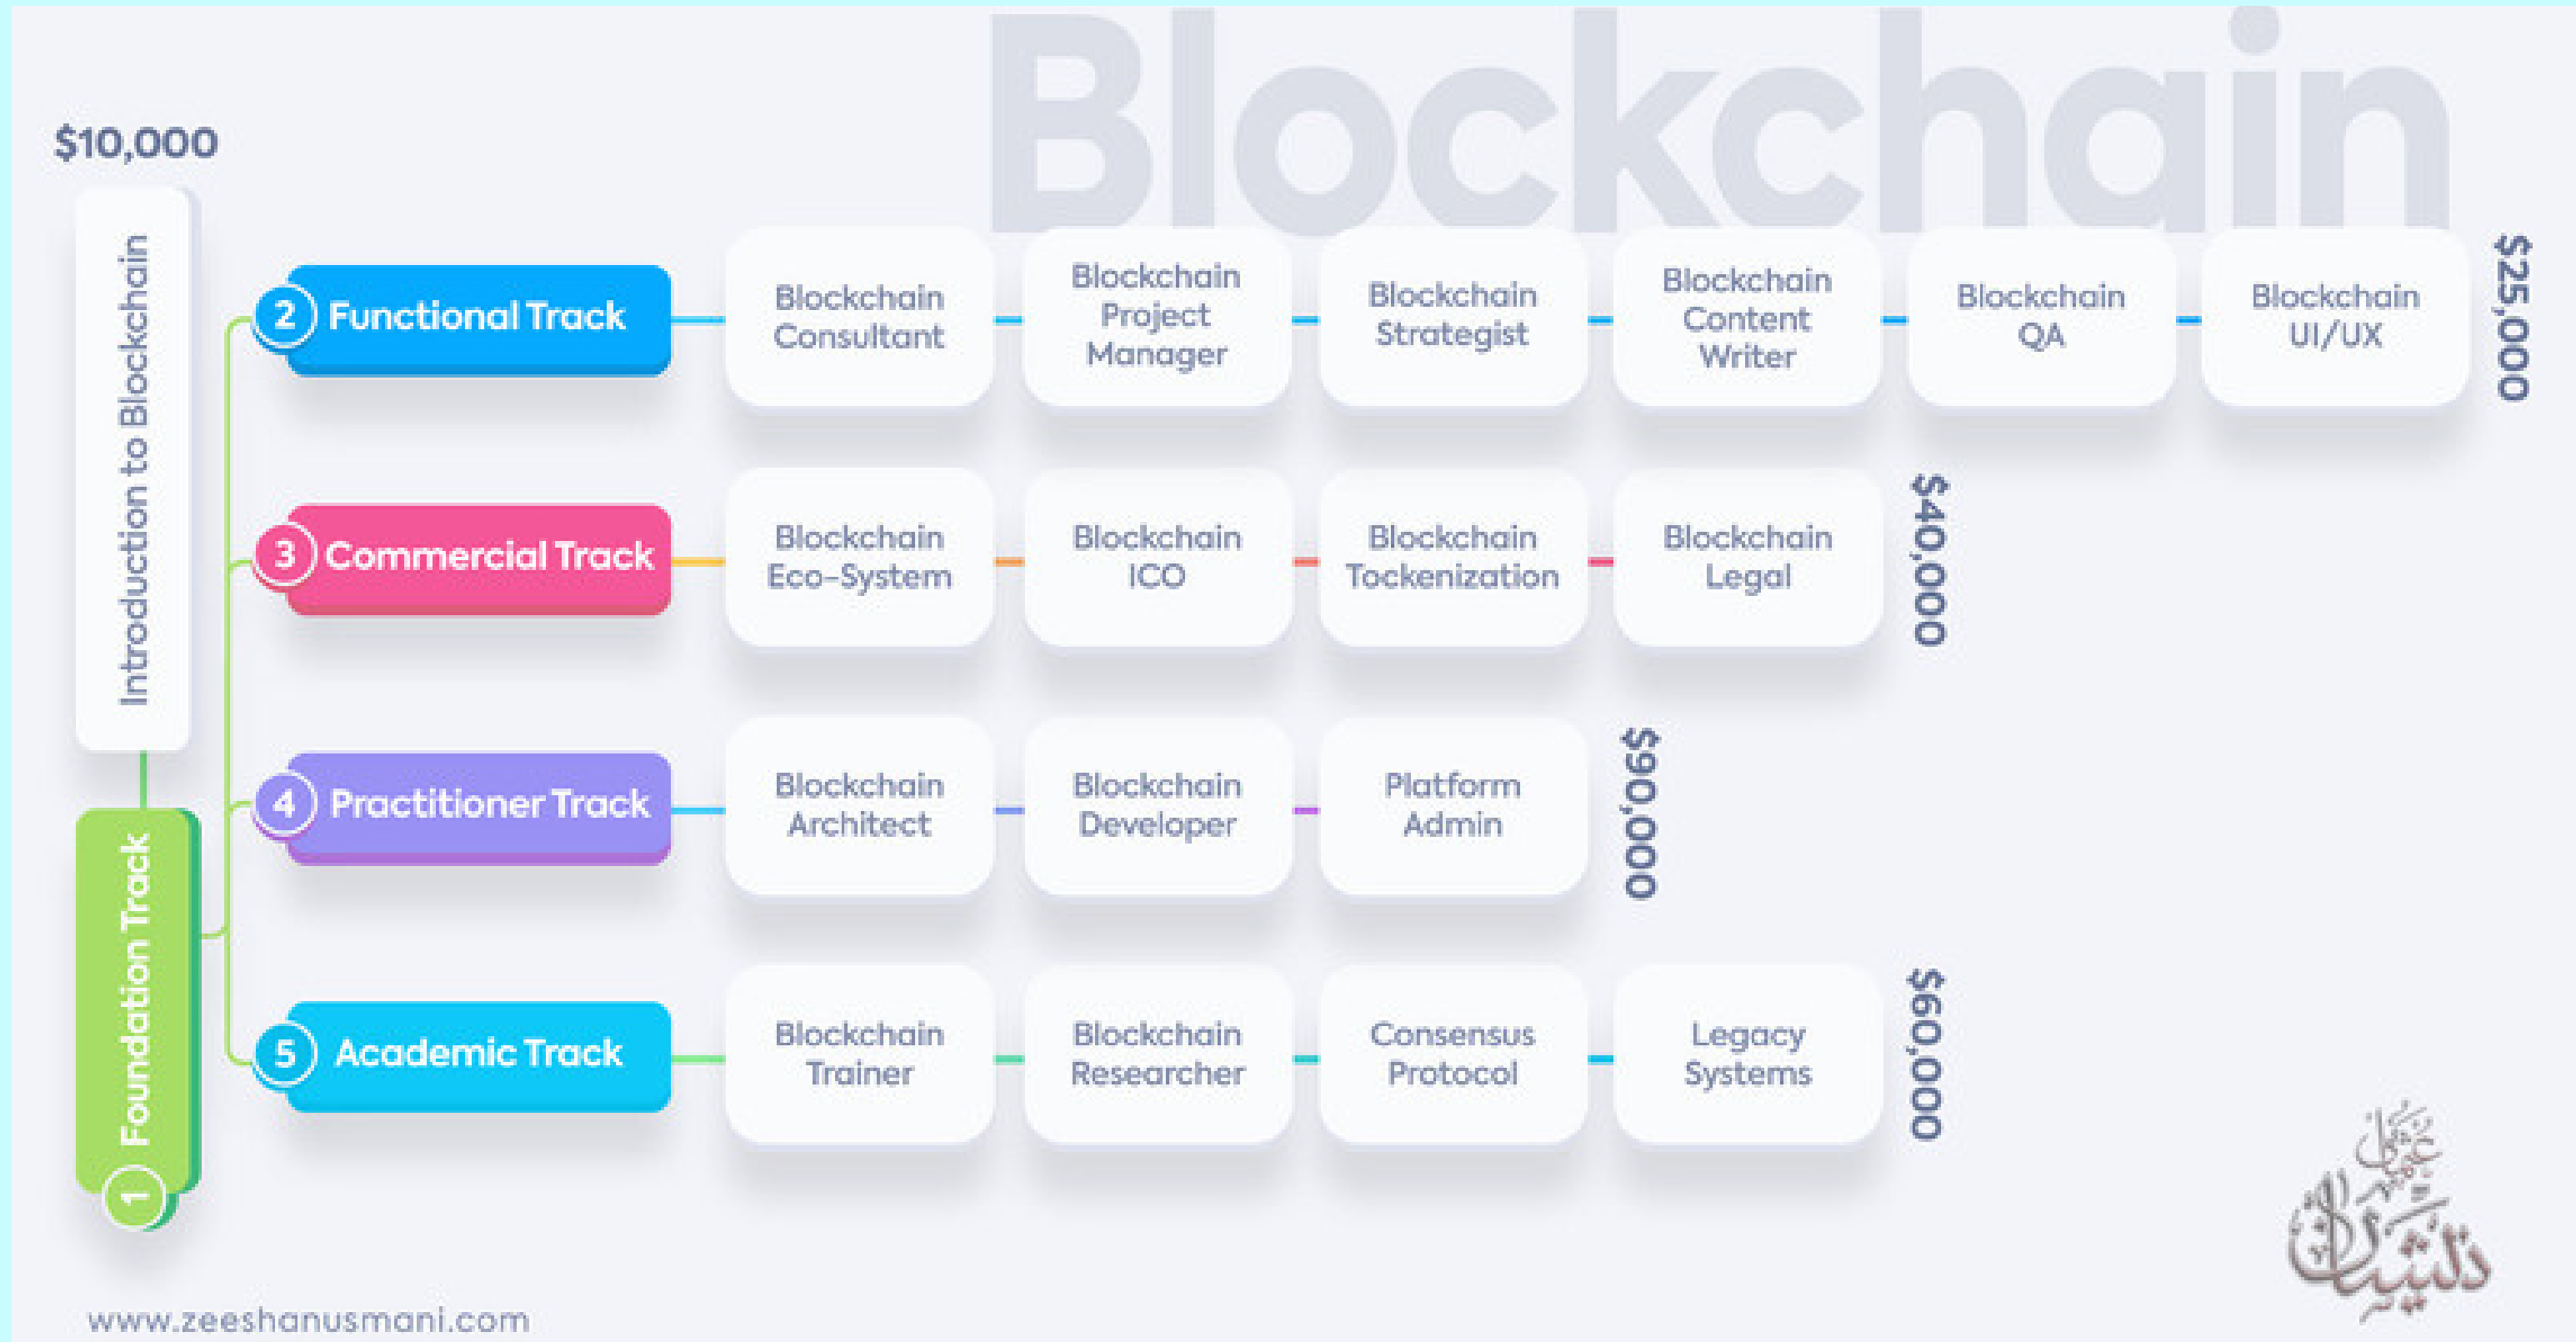 Blockchain
$10,000
Introduction to Blockchain
1 Foundation Track
2 Functional Track
Blockchain
Consultant
Blockchain
Project
Manager
Blockchain
Strategist
Blockchain
Content
Writer
Blockchain
QA
Blockchain
UI/UX
$25,000
3 Commercial Track
Blockchain
Eco-System
Blockchain
ICO
Blockchain
Tockenization
Blockchain
Legal
$40,000
4 Practitioner Track
Blockchain
Architect
Blockchain
Developer
Platform
Admin
$90,000
5 Academic Track
Blockchain
Trainer
Blockchain
Researcher
Consensus
Protocol
Legacy
Systems
$60,000
www.zeeshanusmani.com